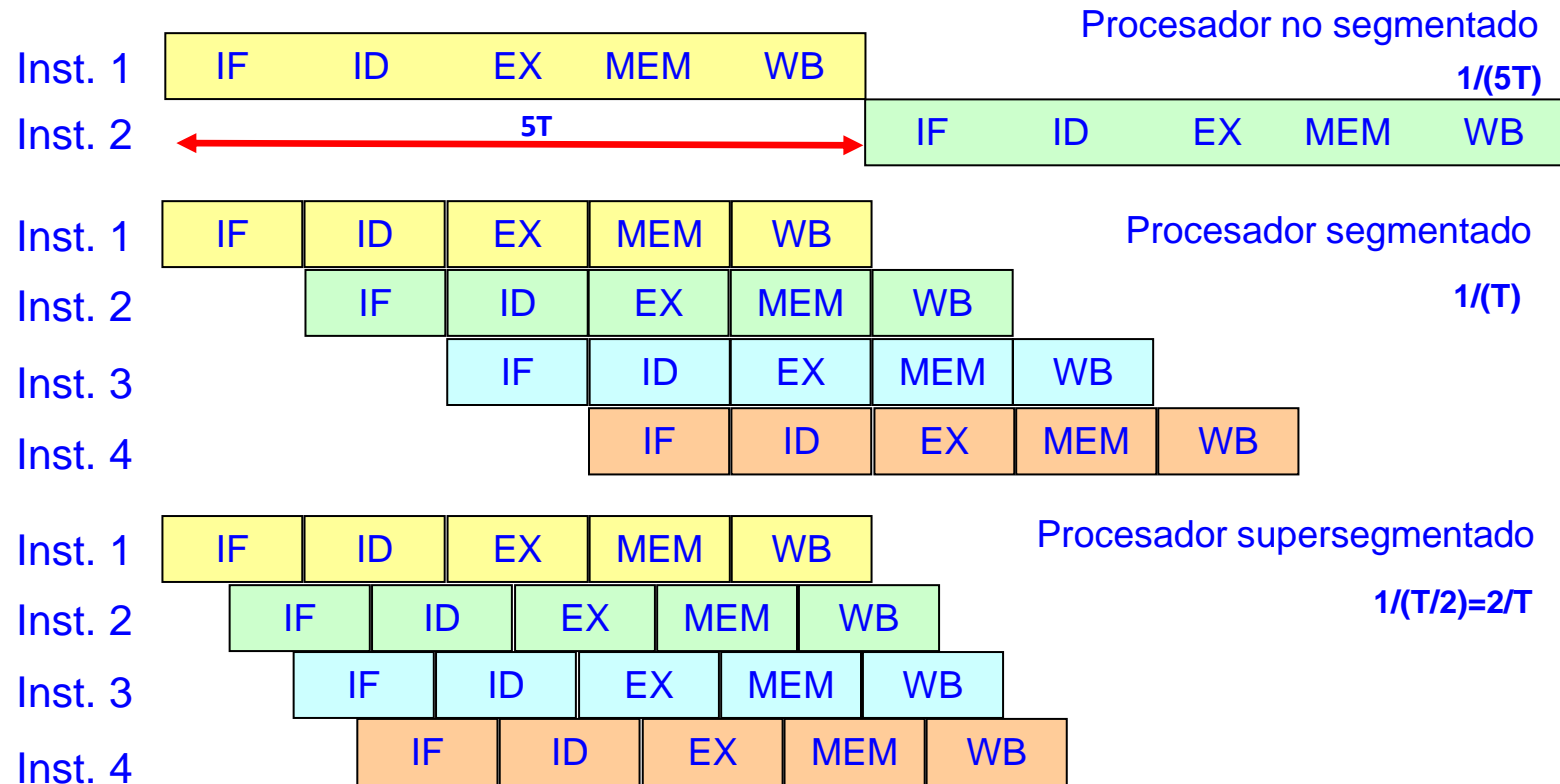 Procesador no segmentado
Inst. 1 IF ID EX MEM WB
1/(5T)
Inst. 2 5T IF ID EX MEM WB
Inst. 1 IF ID EX MEM WB Procesador segmentado
Inst. 2 IF ID EX MEM WB 1/(T)
Inst. 3 IF ID EX MEM WB
Inst. 4 IF ID EX MEM WB
Inst. 1 IF ID EX MEM WB Procesador supersegmentado
Inst. 2 IF ID EX MEM WB 1/(T/2)=2/T
Inst. 3 IF ID EX MEM WB
Inst. 4 IF ID EX MEM WB